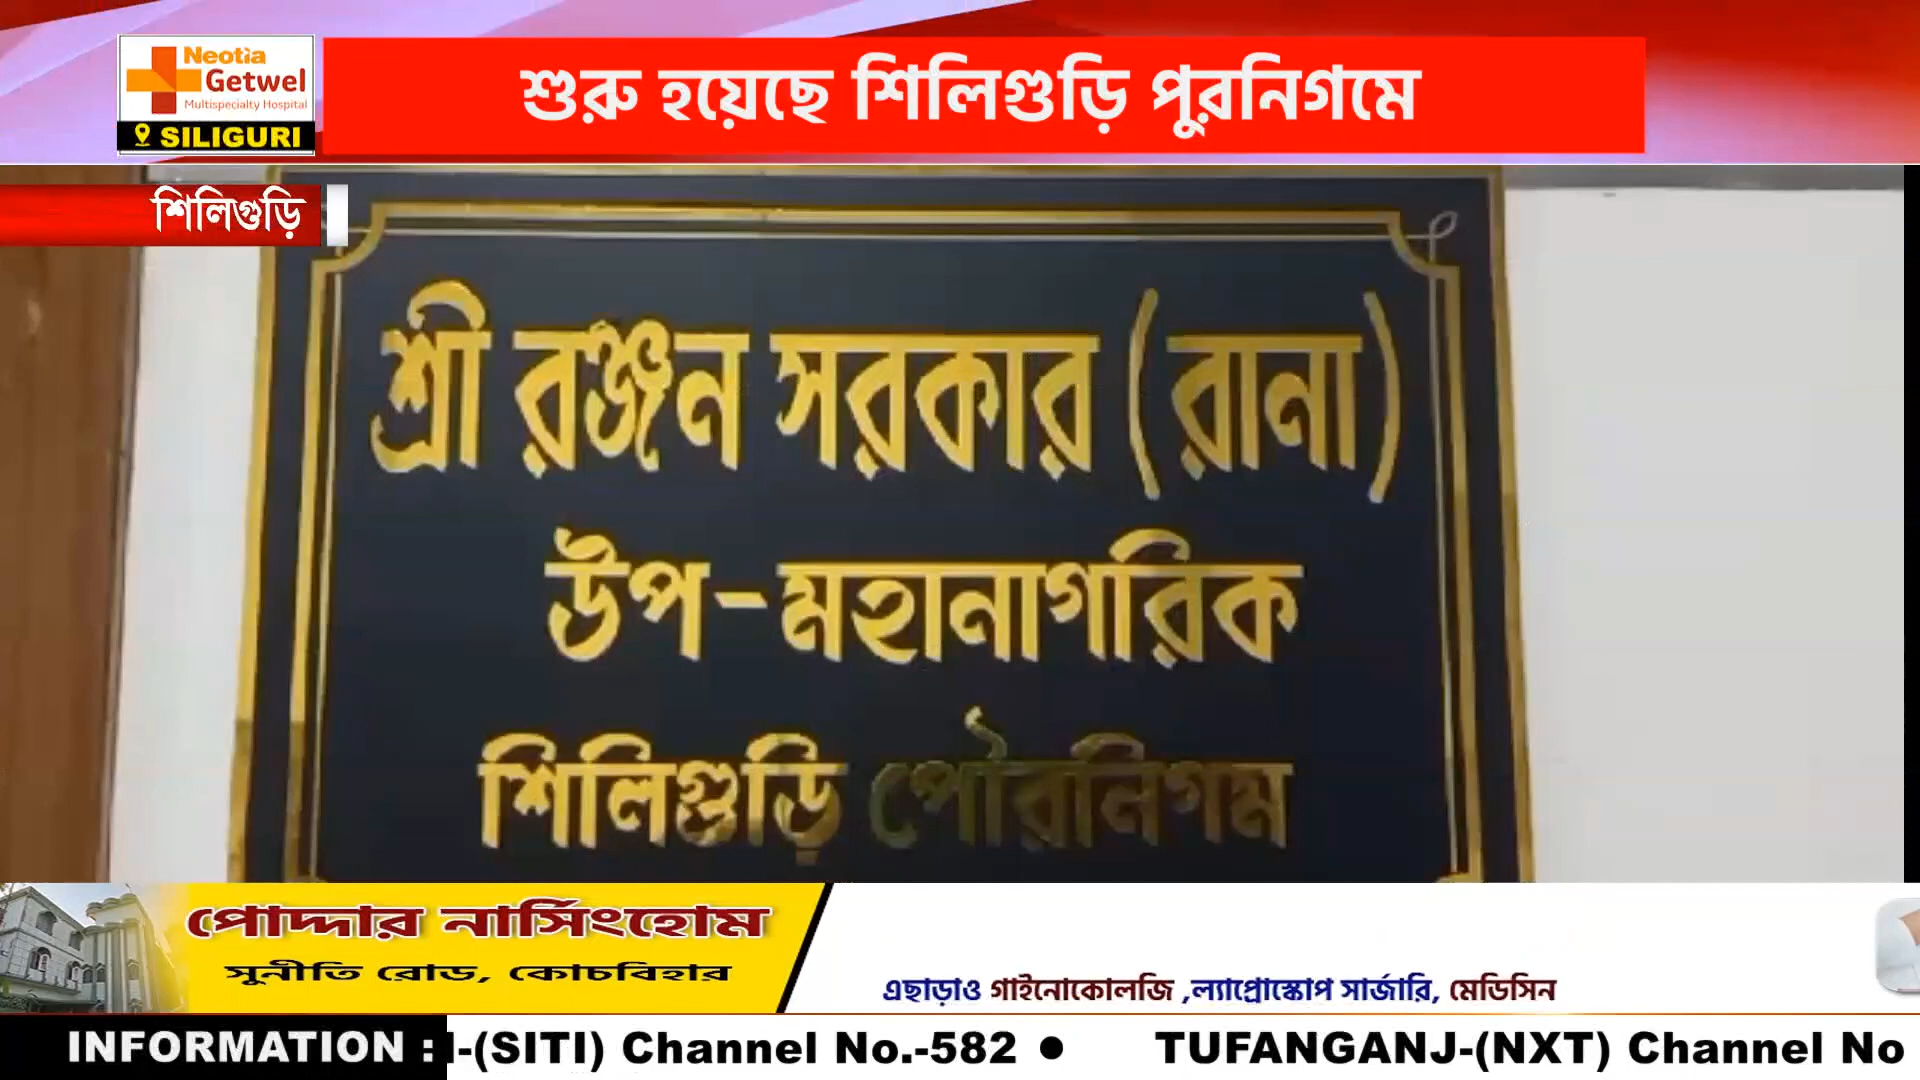 Neotia
Getwel
Multispecialty Hospital
SILIGURI
শুরু হয়েছে শিলিগুড়ি পুরনিগমে
শিলিগুড়ি
শ্রী রঞ্জন সরকার (রানা)
উপ-মহানাগরিক
শিলিগুড়ি পৌরনিগম
পোদ্দার নার্সিংহোম
সুনীতি রোড, কোচবিহার
এছাড়াও গাইনোকোলজি ,ল্যাপ্রোস্কোপ সার্জারি, মেডিসিন
INFORMATION : -(SITI) Channel No.-582 ● TUFANGANJ-(NXT) Channel No